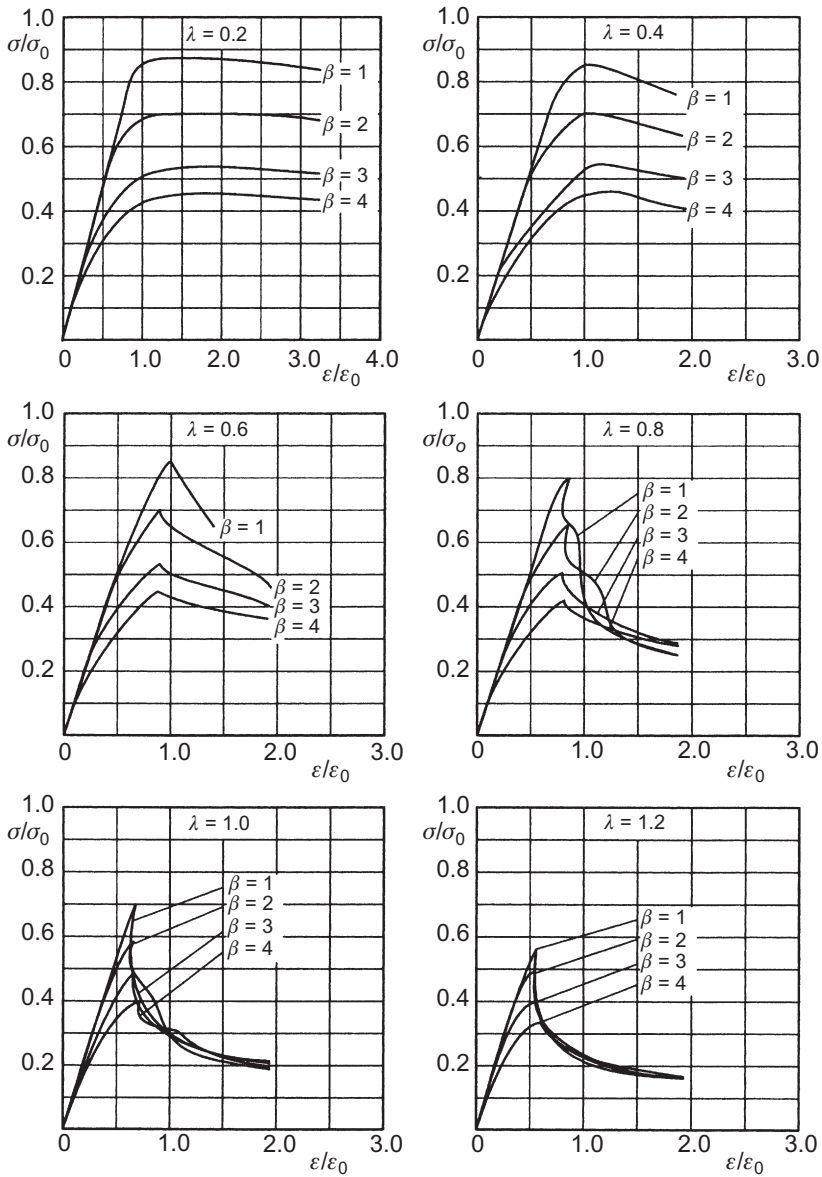 1.0
σ/σ0
λ = 0.2
0.8
β = 1
β = 2
0.6
β = 3
0.4
β = 4
0.2
0 1.0 2.0 3.0 4.0
ε/ε0
1.0
σ/σ0
λ = 0.4
0.8
β = 1
β = 2
0.6
β = 3
0.4
β = 4
0.2
0 1.0 2.0 3.0
ε/ε0
1.0
σ/σ0
λ = 0.6
0.8
β = 1
0.6
β = 2
β = 3
0.4
β = 4
0.2
0 1.0 2.0 3.0
ε/ε0
1.0
σ/σo
λ = 0.8
0.8
β = 1
β = 2
β = 3
0.6
β = 4
0.4
0.2
0 1.0 2.0 3.0
ε/ε0
1.0
σ/σ0
λ = 1.0
0.8
β = 1
β = 2
β = 3
0.6
β = 4
0.4
0.2
0 1.0 2.0 3.0
ε/ε0
1.0
σ/σ0
λ = 1.2
0.8
β = 1
β = 2
0.6
β = 3
β = 4
0.4
0.2
0 1.0 2.0 3.0
ε/ε0